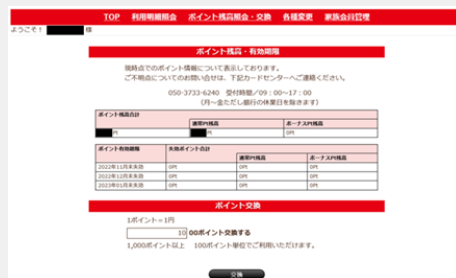 TOP 利用明細照会 ポイント残高照会・交換 各種変更 家族会員管理
ようこそ! 様
ポイント残高・有効期限
現時点でのポイント情報について表示しております。
ご不明点についてのお問い合せは、下記カードセンターへご連絡ください。
050-3733-6240 受付時間/09:00~17:00
(月~金ただし銀行の休業日を除きます)
ポイント残高合計
通常Pt残高 ボーナスPt残高
Pt Pt 0Pt
ポイント有効期限 失効ポイント合計
通常Pt残高 ボーナスPt残高
2022年11月末失効 0Pt 0Pt 0Pt
2022年12月末失効 0Pt 0Pt 0Pt
2023年01月末失効 0Pt 0Pt 0Pt
ポイント交換
1ポイント=1円
10 00ポイント交換する
1,000ポイント以上 100ポイント単位でご利用いただけます。
交換